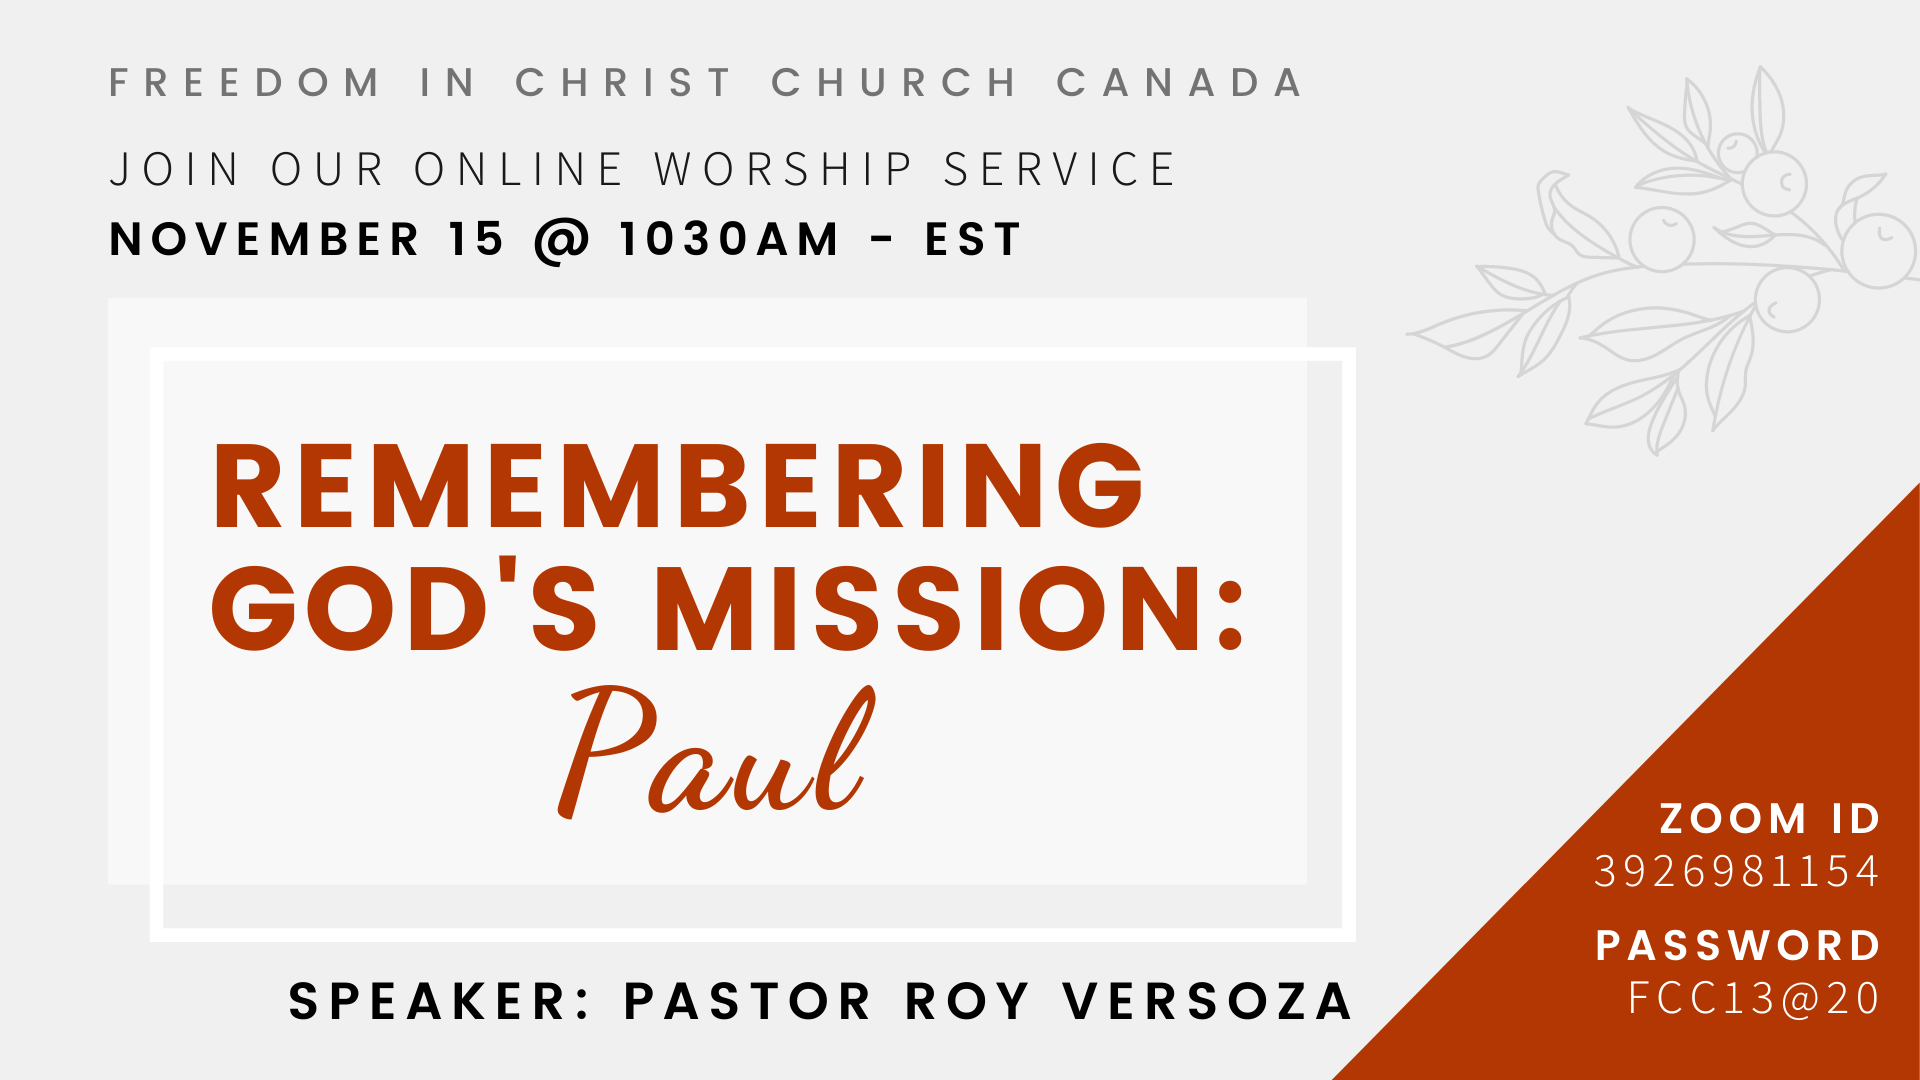 FREEDOM IN CHRIST CHURCH CANADA
JOIN OUR ONLINE WORSHIP SERVICE
NOVEMBER 15 @ 1030AM - EST
REMEMBERING
GOD'S MISSION:
Paul
SPEAKER: PASTOR ROY VERSOZA
ZOOM ID
3926981154
PASSWORD
FCC13@20